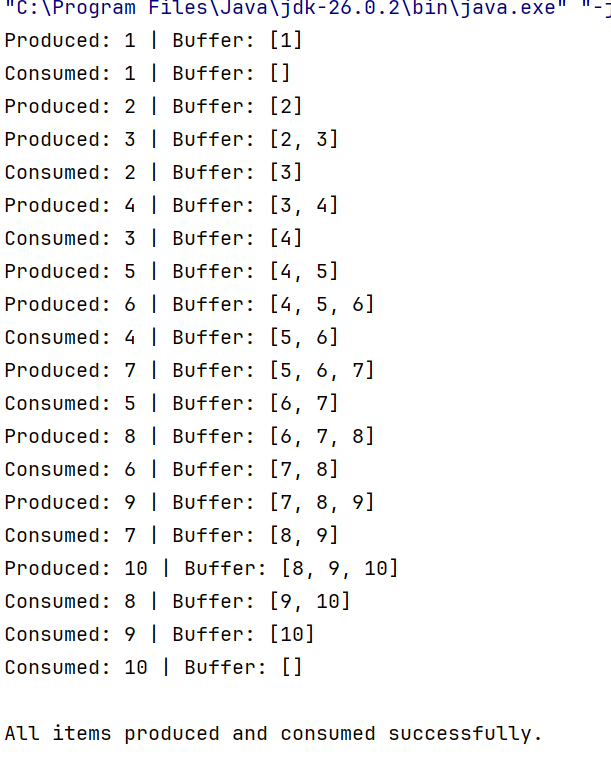 "C:\Program Files\Java\jdk-26.0.2\bin\java.exe" "-j
Produced: 1 | Buffer: [1]
Consumed: 1 | Buffer: []
Produced: 2 | Buffer: [2]
Produced: 3 | Buffer: [2, 3]
Consumed: 2 | Buffer: [3]
Produced: 4 | Buffer: [3, 4]
Consumed: 3 | Buffer: [4]
Produced: 5 | Buffer: [4, 5]
Produced: 6 | Buffer: [4, 5, 6]
Consumed: 4 | Buffer: [5, 6]
Produced: 7 | Buffer: [5, 6, 7]
Consumed: 5 | Buffer: [6, 7]
Produced: 8 | Buffer: [6, 7, 8]
Consumed: 6 | Buffer: [7, 8]
Produced: 9 | Buffer: [7, 8, 9]
Consumed: 7 | Buffer: [8, 9]
Produced: 10 | Buffer: [8, 9, 10]
Consumed: 8 | Buffer: [9, 10]
Consumed: 9 | Buffer: [10]
Consumed: 10 | Buffer: []
All items produced and consumed successfully.